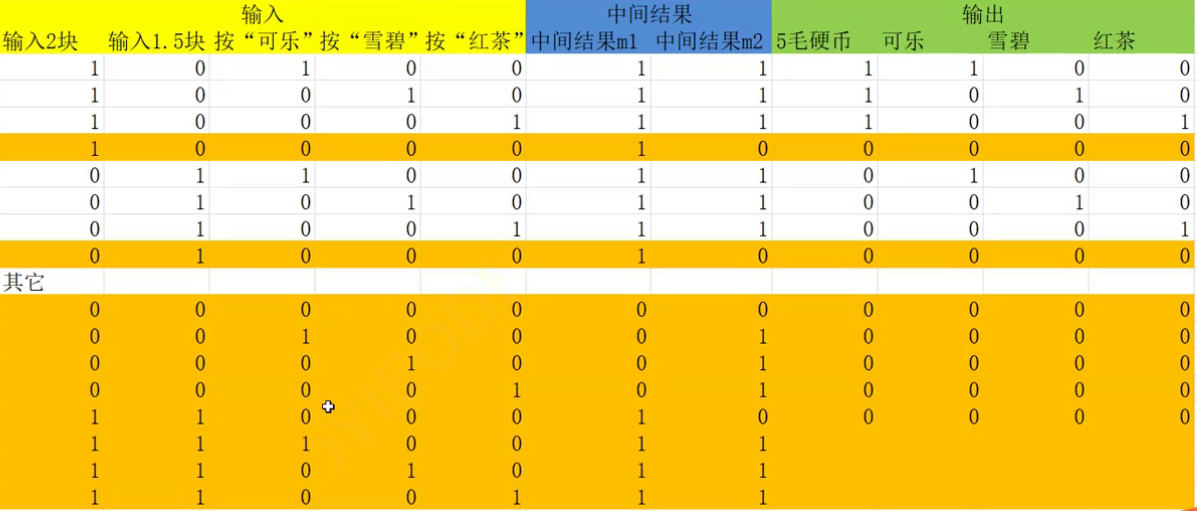 输入 中间结果 输出
输入2块 输入1.5块 按“可乐” 按“雪碧” 按“红茶” 中间结果m1 中间结果m2 5毛硬币 可乐 雪碧 红茶
1 0 1 0 0 1 1 1 1 0 0
1 0 0 1 0 1 1 1 0 1 0
1 0 0 0 1 1 1 1 0 0 1
1 0 0 0 0 1 0 0 0 0 0
0 1 1 0 0 1 1 0 1 0 0
0 1 0 1 0 1 1 0 0 1 0
0 1 0 0 1 1 1 0 0 0 1
0 1 0 0 0 1 0 0 0 0 0
其它
0 0 0 0 0 0 0 0 0 0 0
0 0 1 0 0 0 1 0 0 0 0
0 0 0 1 0 0 1 0 0 0 0
0 0 0 0 1 0 1 0 0 0 0
1 1 0 0 0 1 0 0 0 0 0
1 1 1 0 0 1 1
1 1 0 1 0 1 1
1 1 0 0 1 1 1